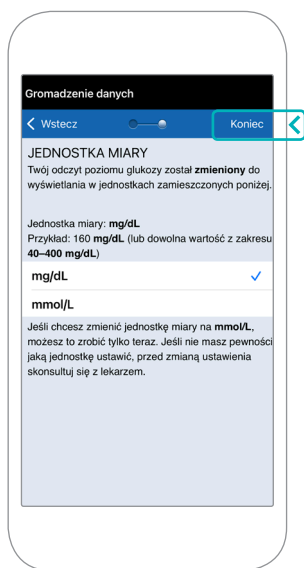 Gromadzenie danych
Wstecz
Koniec
JEDNOSTKA MIARY
Twój odczyt poziomu glukozy został zmieniony do
wyświetlania w jednostkach zamieszczonych poniżej.
Jednostka miary: mg/dL
Przykład: 160 mg/dL (lub dowolna wartość z zakresu
40–400 mg/dL)
mg/dL
mmol/L
Jeśli chcesz zmienić jednostkę miary na mmol/L,
możesz to zrobić tylko teraz. Jeśli nie masz pewności
jaką jednostkę ustawić, przed zmianą ustawienia
skonsultuj się z lekarzem.